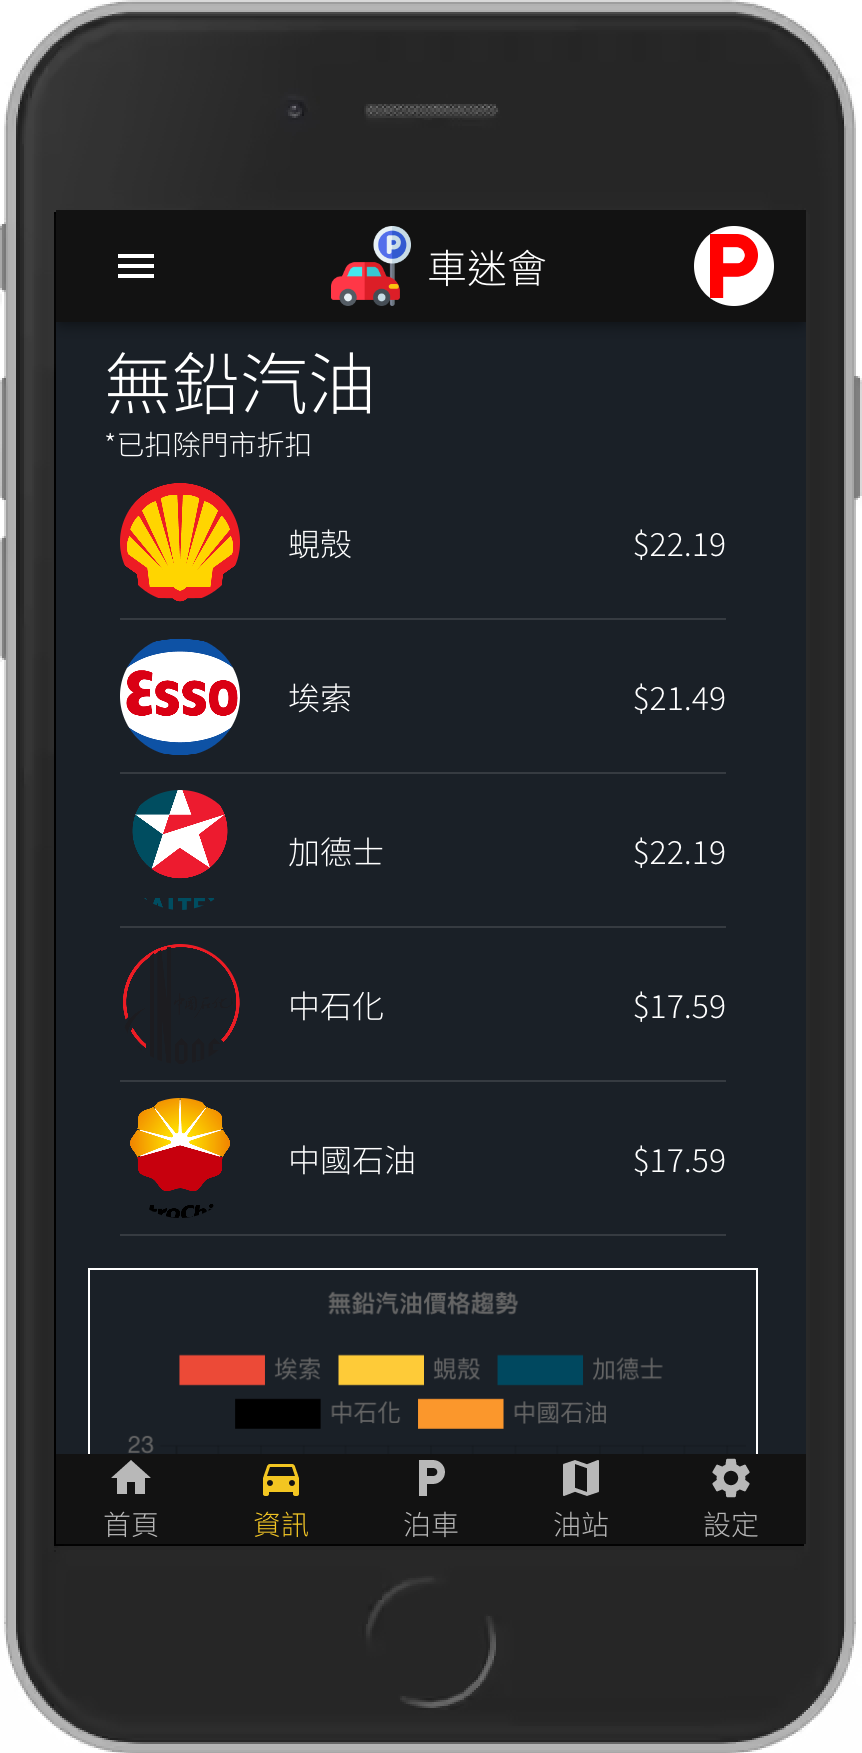 P
車迷會
P
無鉛汽油
*已扣除門市折扣
蜆殼 $22.19
Esso
埃索 $21.49
加德士 $22.19
中石化 $17.59
中國石油 $17.59
無鉛汽油價格趨勢
埃索 蜆殼 加德士
中石化 中國石油
23
首頁 資訊 泊車 油站 設定